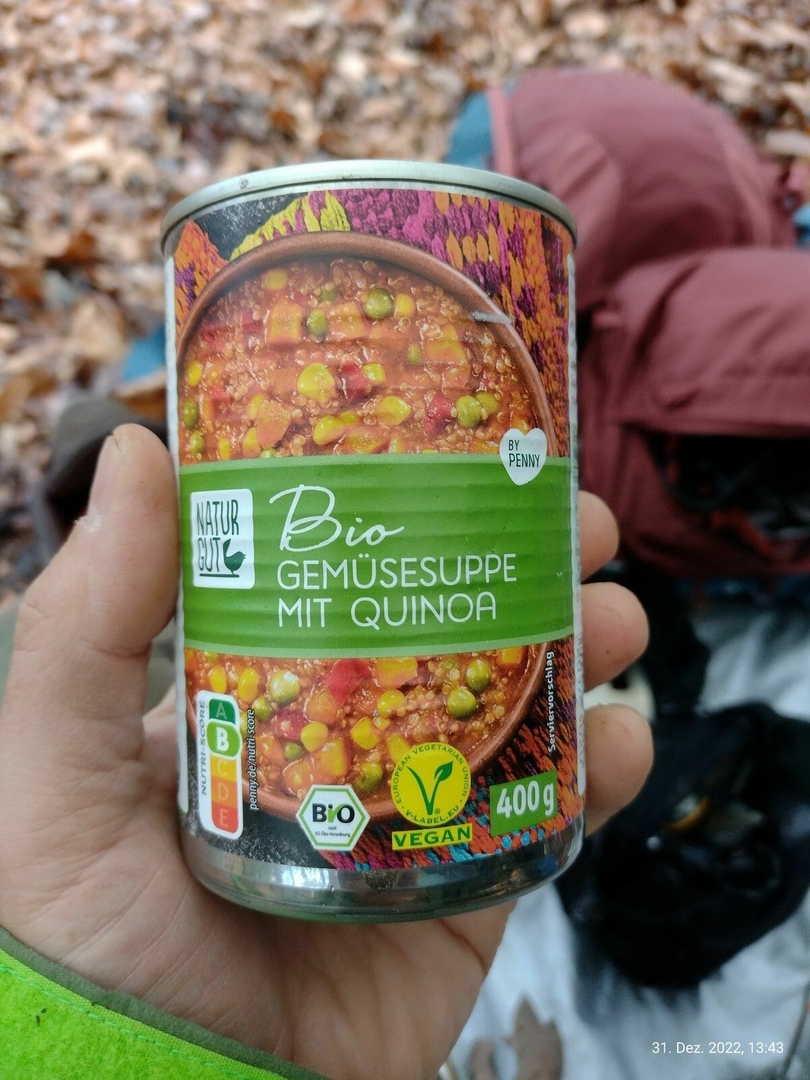 BY
PENNY
NATUR
GUT
Bio
GEMÜSESUPPE
MIT QUINOA
Serviervorschlag
NUTRI-SCORE
A
B
C
D
E
penny.de/nutri-score
BIO
nach
EG-Öko-Verordnung
EUROPEAN VEGETARIAN UNION
V-LABEL.EU
VEGAN
400g
31. Dez. 2022, 13:43